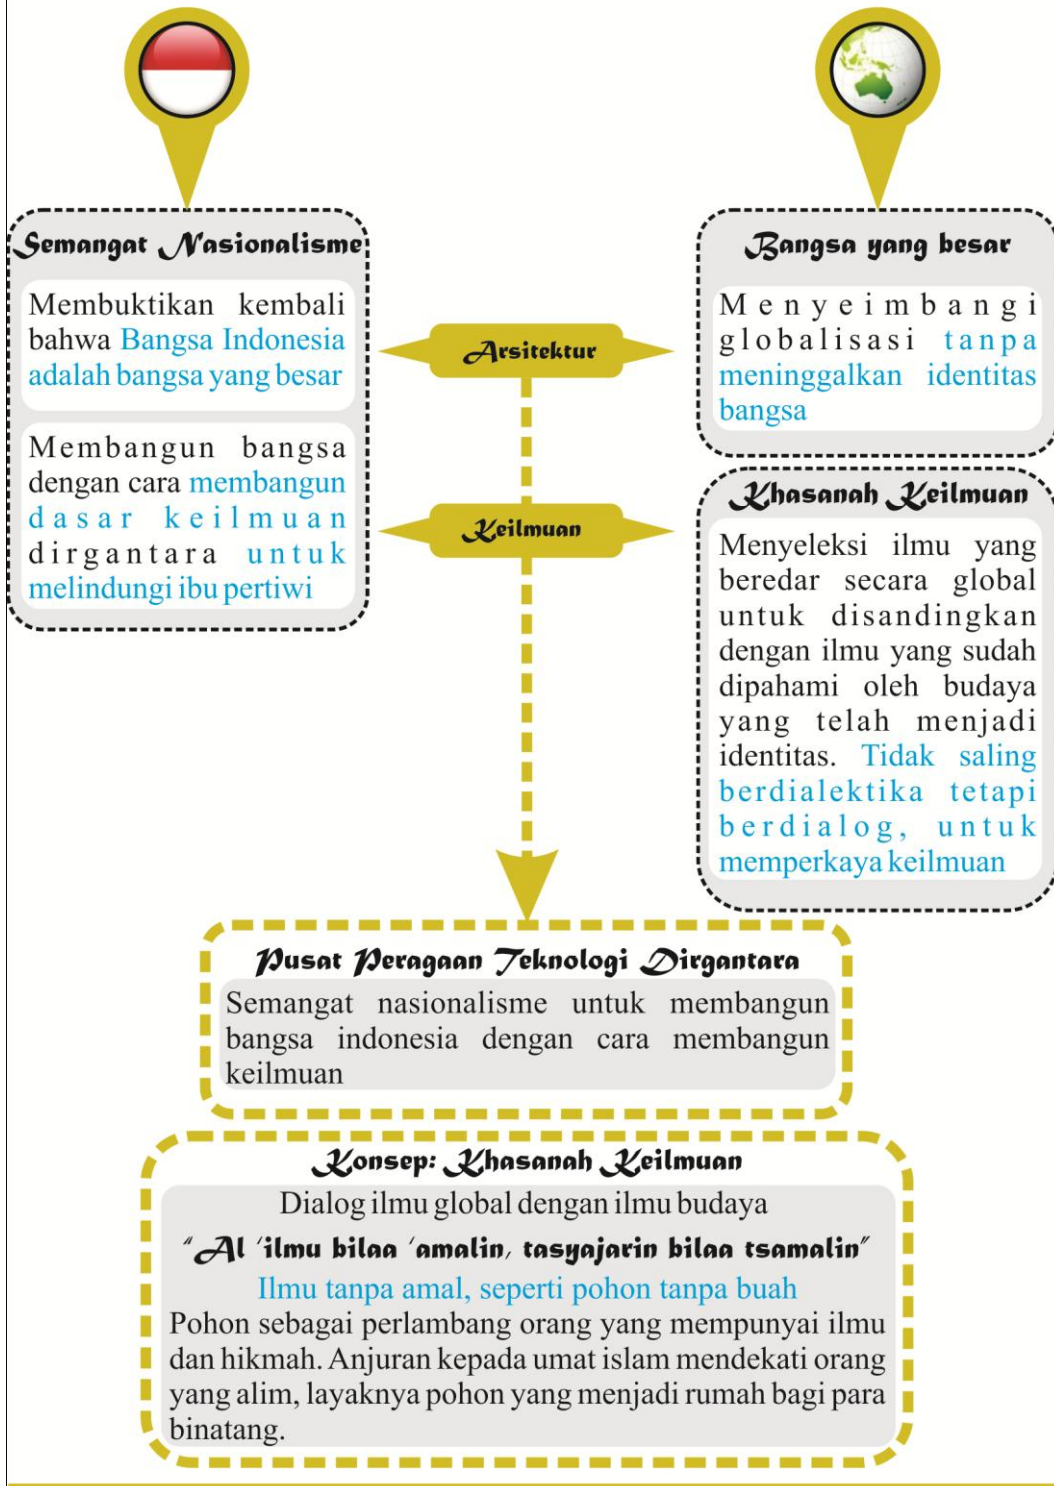 Semangat Nasionalisme
Membuktikan kembali
bahwa Bangsa Indonesia
adalah bangsa yang besar
Membangun bangsa
dengan cara membangun
dasar keilmuan
dirgantara untuk
melindungi ibu pertiwi
Arsitektur
Keilmuan
Bangsa yang besar
Menyeimbangi
globalisasi tanpa
meninggalkan identitas
bangsa
Khasanah Keilmuan
Menyeleksi ilmu yang
beredar secara global
untuk disandingkan
dengan ilmu yang sudah
dipahami oleh budaya
yang telah menjadi
identitas. Tidak saling
berdialektika tetapi
berdialog, untuk
memperkaya keilmuan
Pusat Peragaan Teknologi Dirgantara
Semangat nasionalisme untuk membangun
bangsa indonesia dengan cara membangun
keilmuan
Konsep: Khasanah Keilmuan
Dialog ilmu global dengan ilmu budaya
"Al 'ilmu bilaa 'amalin, tasyajarin bilaa tsamalin"
Ilmu tanpa amal, seperti pohon tanpa buah
Pohon sebagai perlambang orang yang mempunyai ilmu
dan hikmah. Anjuran kepada umat islam mendekati orang
yang alim, layaknya pohon yang menjadi rumah bagi para
binatang.